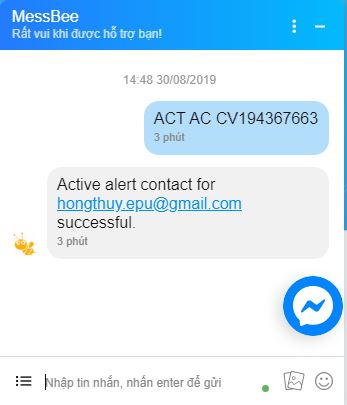 MessBee
Rất vui khi được hỗ trợ bạn!
14:48 30/08/2019
ACT AC CV194367663
3 phút
Active alert contact for
hongthuy.epu@gmail.com
successful.
3 phút
Nhập tin nhắn, nhấn enter để gửi